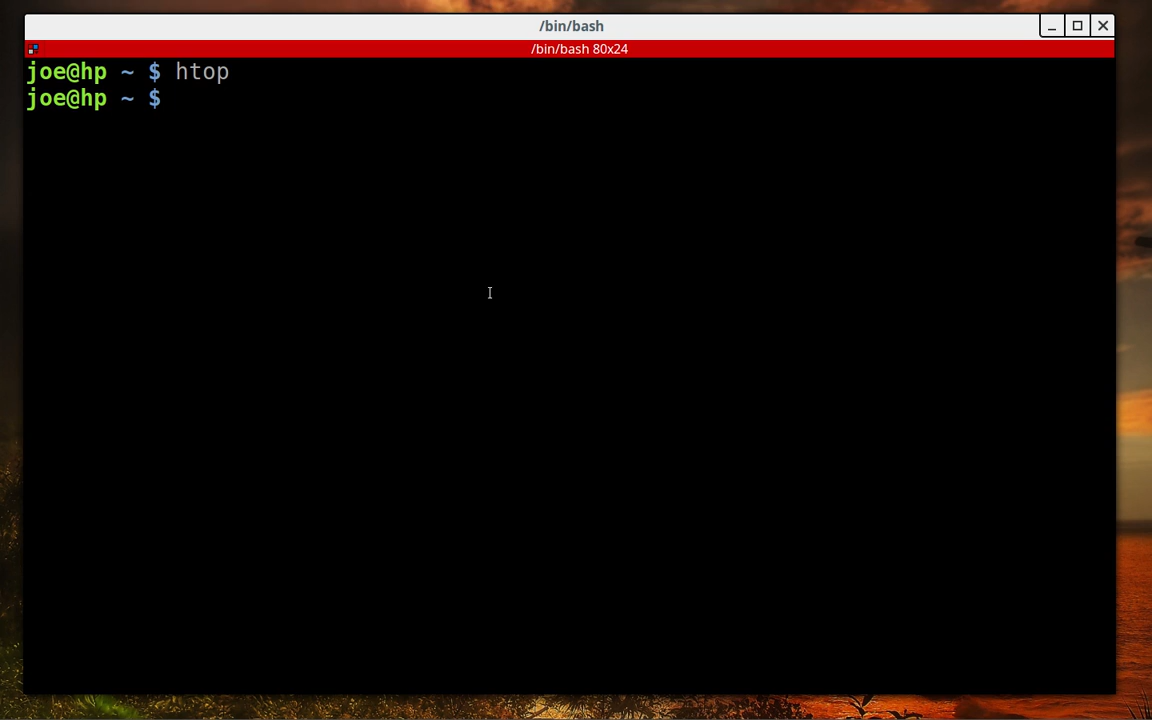 /bin/bash
/bin/bash 80x24
joe@hp ~ $ htop
joe@hp ~ $